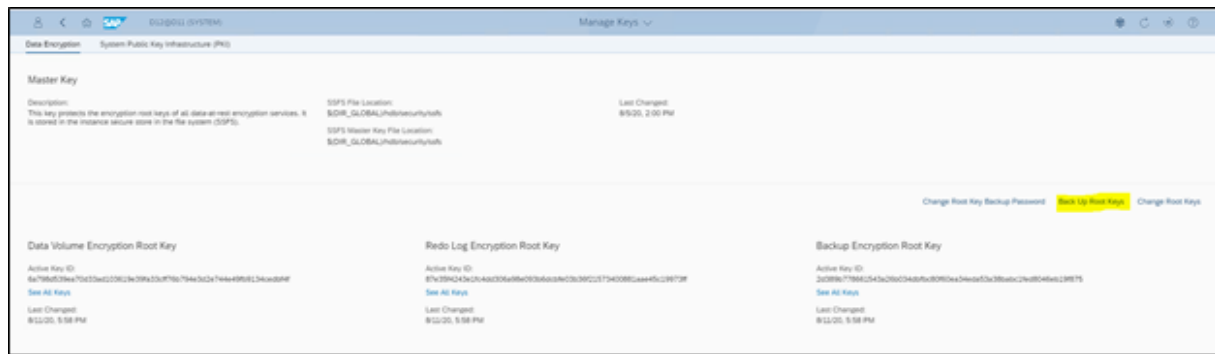 SAP D12@D11 (SYSTEM) Manage Keys
Data Encryption System Public Key Infrastructure (PKI)
Master Key
Description:
This key protects the encryption root keys of all data-at-rest encryption services. It
is stored in the instance secure store in the file system (SSFS).
SSFS File Location:
$(DIR_GLOBAL)/hdb/security/ssfs
SSFS Master Key File Location:
$(DIR_GLOBAL)/hdb/security/ssfs
Last Changed:
8/5/20, 2:00 PM
Change Root Key Backup Password Back Up Root Keys Change Root Keys
Data Volume Encryption Root Key
Active Key ID:
See All Keys
Last Changed:
8/11/20, 5:58 PM
Redo Log Encryption Root Key
Active Key ID:
See All Keys
Last Changed:
8/11/20, 5:58 PM
Backup Encryption Root Key
Active Key ID:
See All Keys
Last Changed:
8/11/20, 5:58 PM